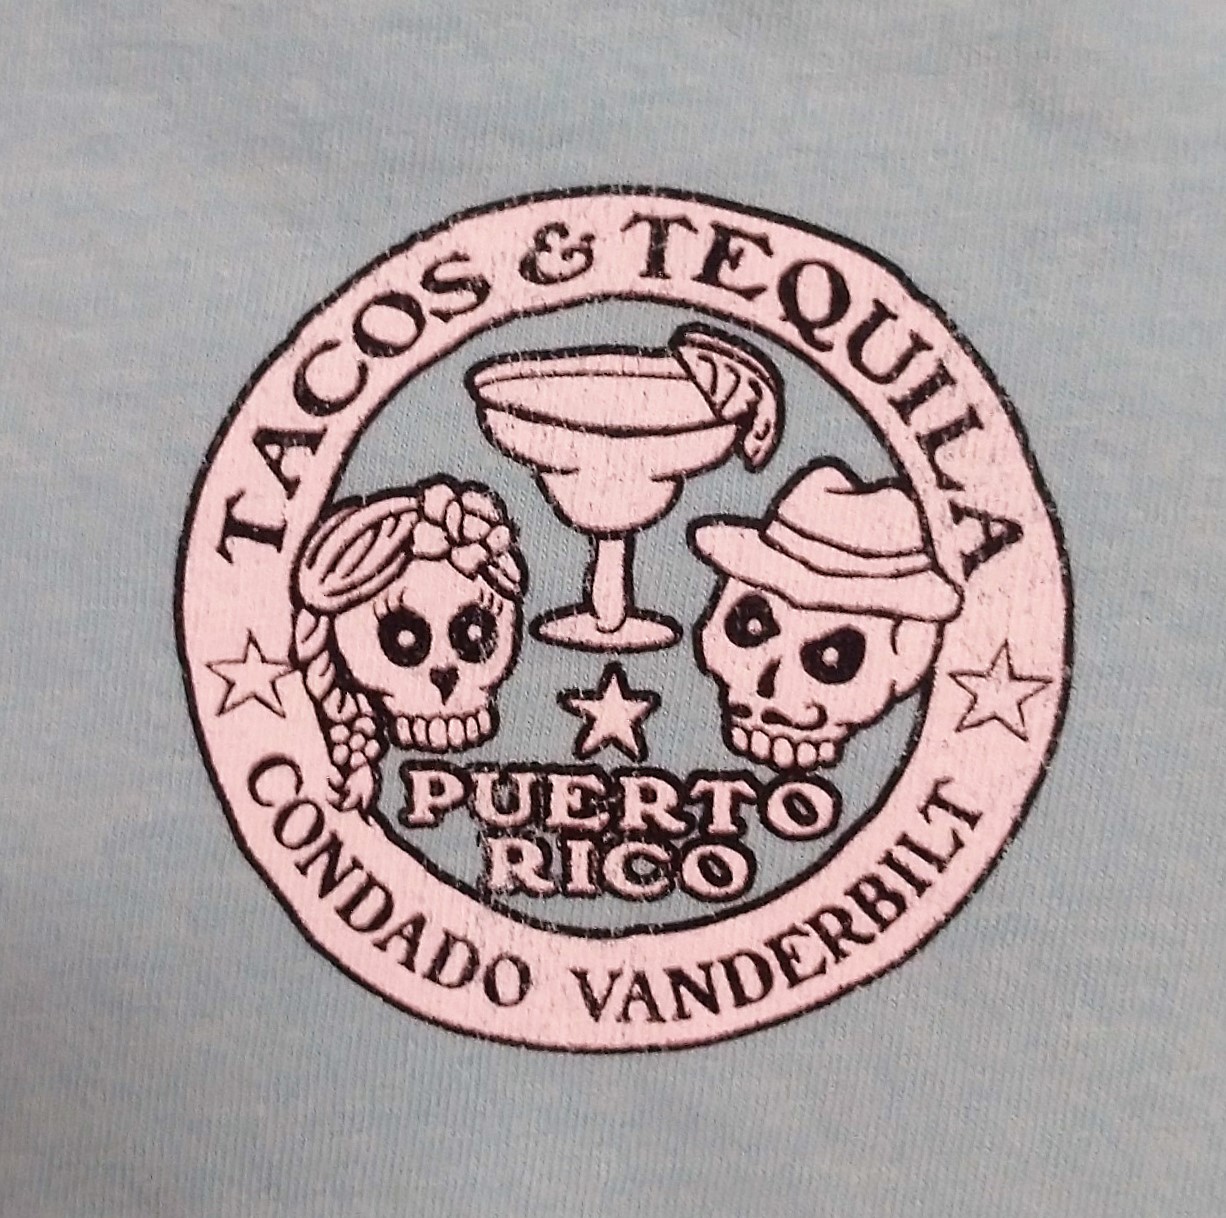 TACOS & TEQUILA
PUERTO
RICO
CONDADO VANDERBILT